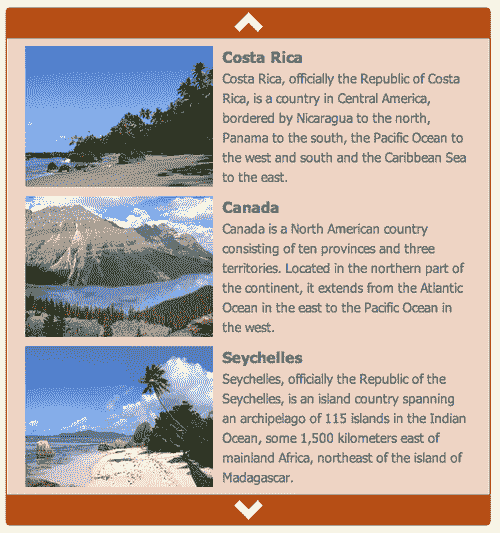 Costa Rica
Costa Rica, officially the Republic of Costa
Rica, is a country in Central America,
bordered by Nicaragua to the north,
Panama to the south, the Pacific Ocean to
the west and south and the Caribbean Sea
to the east.
Canada
Canada is a North American country
consisting of ten provinces and three
territories. Located in the northern part of
the continent, it extends from the Atlantic
Ocean in the east to the Pacific Ocean in
the west.
Seychelles
Seychelles, officially the Republic of the
Seychelles, is an island country spanning
an archipelago of 115 islands in the Indian
Ocean, some 1,500 kilometers east of
mainland Africa, northeast of the island of
Madagascar.